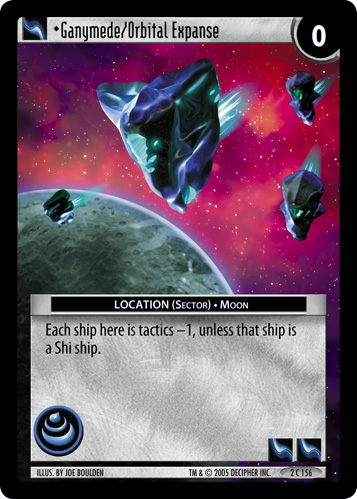 ◆Ganymede/Orbital Expanse
0
LOCATION (SECTOR) • MOON
Each ship here is tactics –1, unless that ship is
a Shi ship.
ILLUS. BY JOE BOULDEN
TM & © 2005 DECIPHER INC.
2 C 156